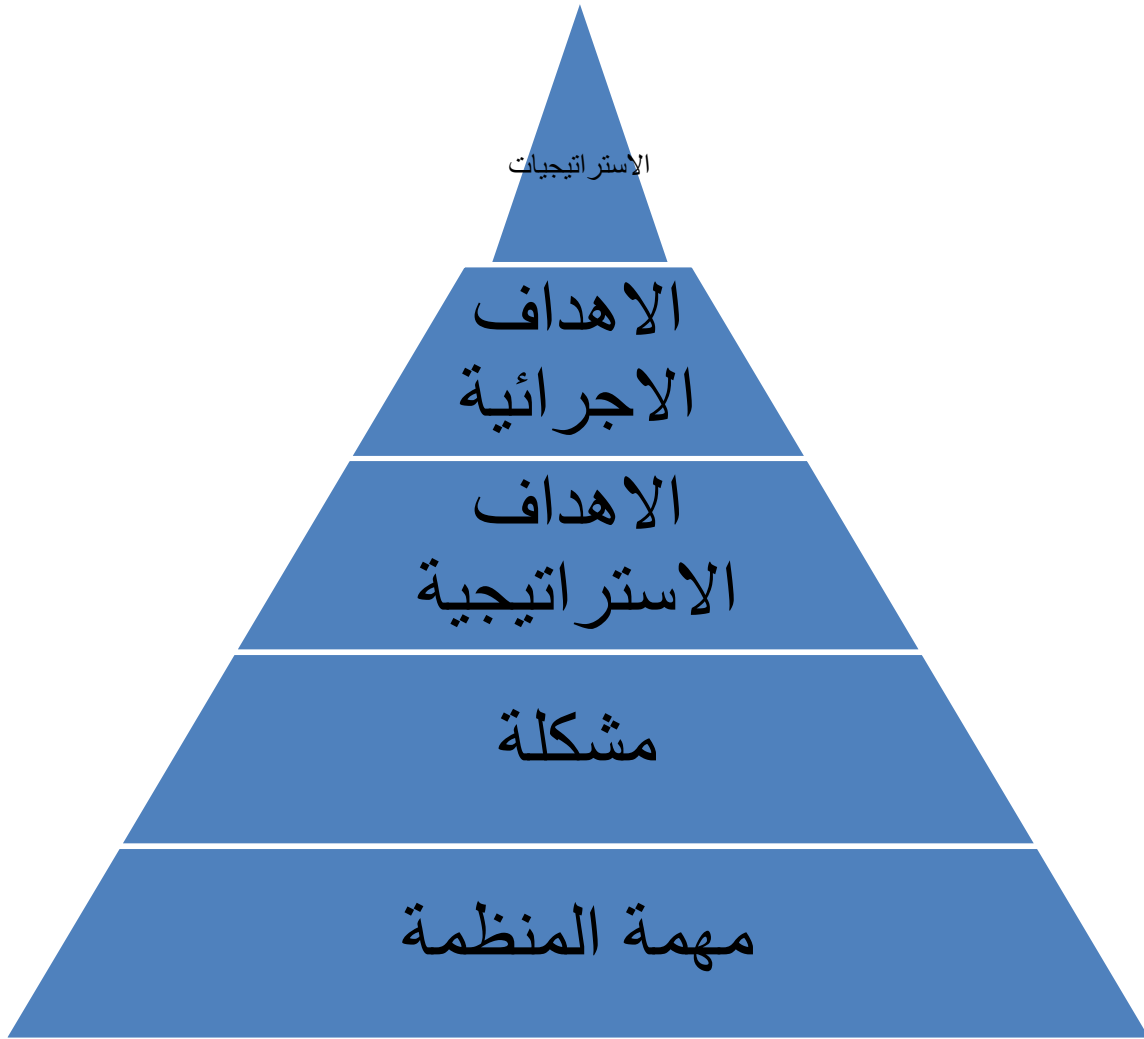 الاستراتيجيات
الاهداف
الاجرائية
الاهداف
الاستراتيجية
مشكلة
مهمة المنظمة